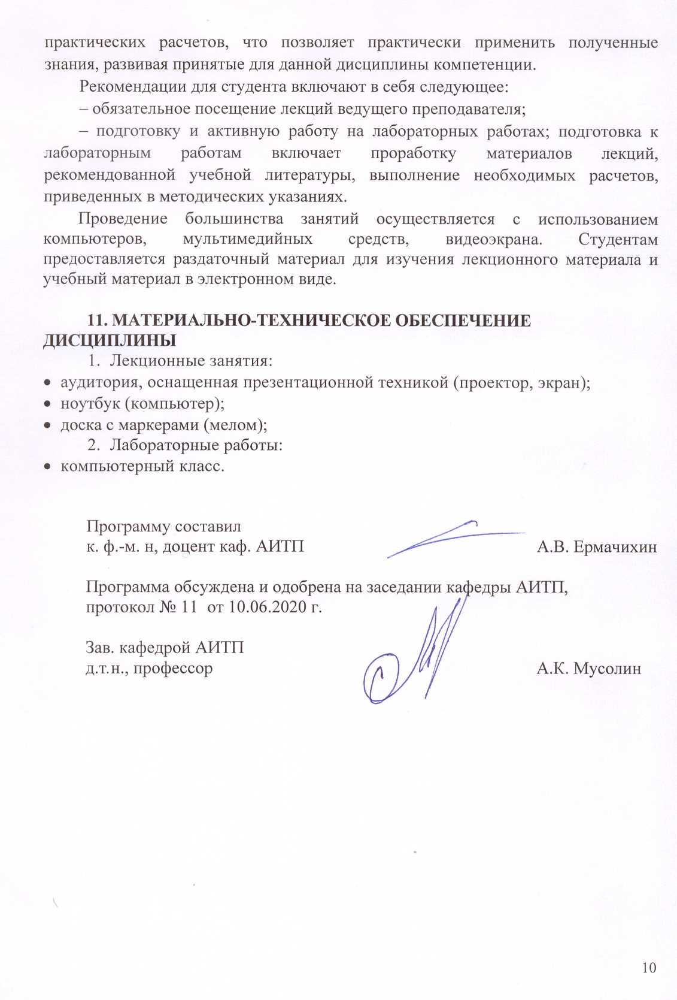 практических расчетов, что позволяет практически применить полученные
знания, развивая принятые для данной дисциплины компетенции.
Рекомендации для студента включают в себя следующее:
– обязательное посещение лекций ведущего преподавателя;
– подготовку и активную работу на лабораторных работах; подготовка к
лабораторным работам включает проработку материалов лекций,
рекомендованной учебной литературы, выполнение необходимых расчетов,
приведенных в методических указаниях.
Проведение большинства занятий осуществляется с использованием
компьютеров, мультимедийных средств, видеоэкрана. Студентам
предоставляется раздаточный материал для изучения лекционного материала и
учебный материал в электронном виде.
11. МАТЕРИАЛЬНО-ТЕХНИЧЕСКОЕ ОБЕСПЕЧЕНИЕ
ДИСЦИПЛИНЫ
1. Лекционные занятия:
• аудитория, оснащенная презентационной техникой (проектор, экран);
• ноутбук (компьютер);
• доска с маркерами (мелом);
2. Лабораторные работы:
• компьютерный класс.
Программу составил
к. ф.-м. н, доцент каф. АИТП А.В. Ермачихин
Программа обсуждена и одобрена на заседании кафедры АИТП,
протокол № 11 от 10.06.2020 г.
Зав. кафедрой АИТП
д.т.н., профессор А.К. Мусолин
10